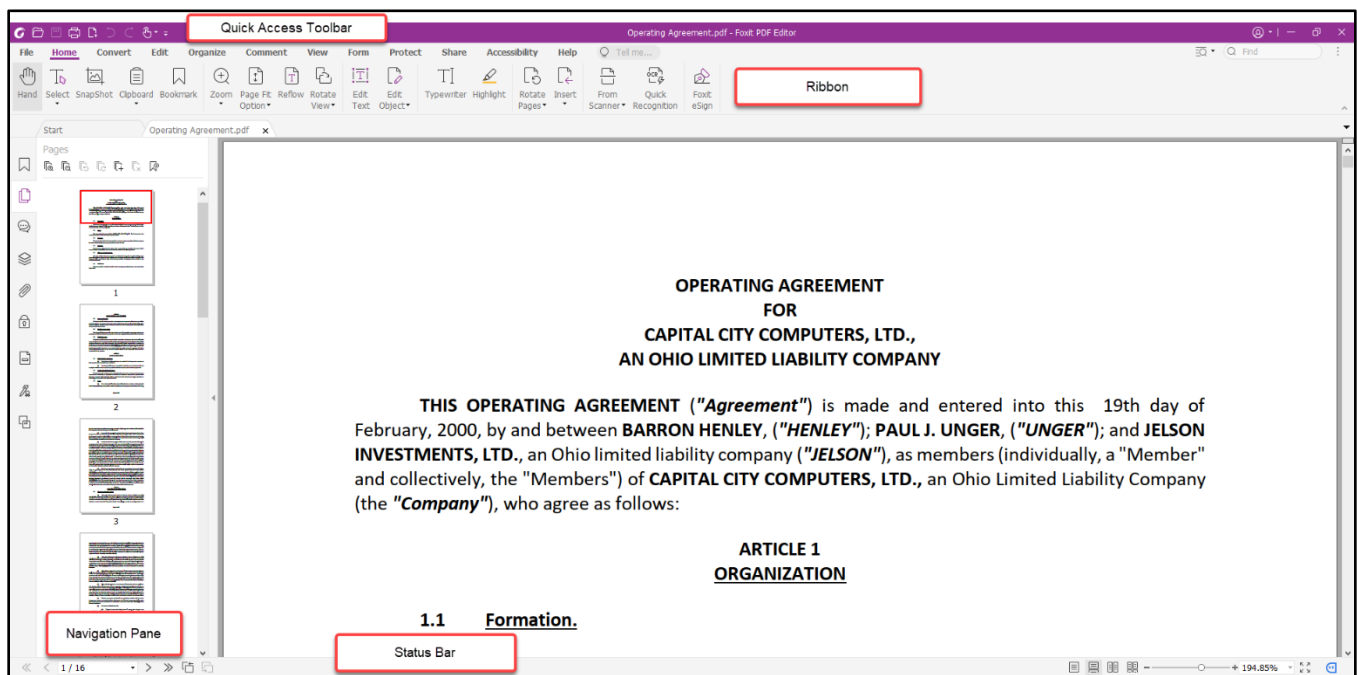 Quick Access Toolbar
Operating Agreement.pdf - Foxit PDF Editor
File Home Convert Edit Organize Comment View Form Protect Share Accessibility Help Tell me... Find
Hand Select SnapShot Clipboard Bookmark Zoom Page Fit Option Reflow Rotate View Edit Text Edit Object Typewriter Highlight Rotate Pages Insert From Scanner Quick Recognition Foxit eSign
Ribbon
Start Operating Agreement.pdf x
Pages
1
2
3
OPERATING AGREEMENT
FOR
CAPITAL CITY COMPUTERS, LTD.,
AN OHIO LIMITED LIABILITY COMPANY
THIS OPERATING AGREEMENT ("Agreement") is made and entered into this 19th day of
February, 2000, by and between BARRON HENLEY, ("HENLEY"); PAUL J. UNGER, ("UNGER"); and JELSON
INVESTMENTS, LTD., an Ohio limited liability company ("JELSON"), as members (individually, a "Member"
and collectively, the "Members") of CAPITAL CITY COMPUTERS, LTD., an Ohio Limited Liability Company
(the "Company"), who agree as follows:
ARTICLE 1
ORGANIZATION
1.1 Formation.
Navigation Pane
Status Bar
1 / 16
194.85%